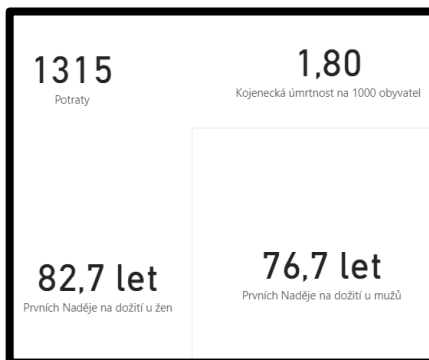 1315
Potraty
1,80
Kojenecká úmrtnost na 1000 obyvatel
82,7 let
Prvních Naděje na dožití u žen
76,7 let
Prvních Naděje na dožití u mužů